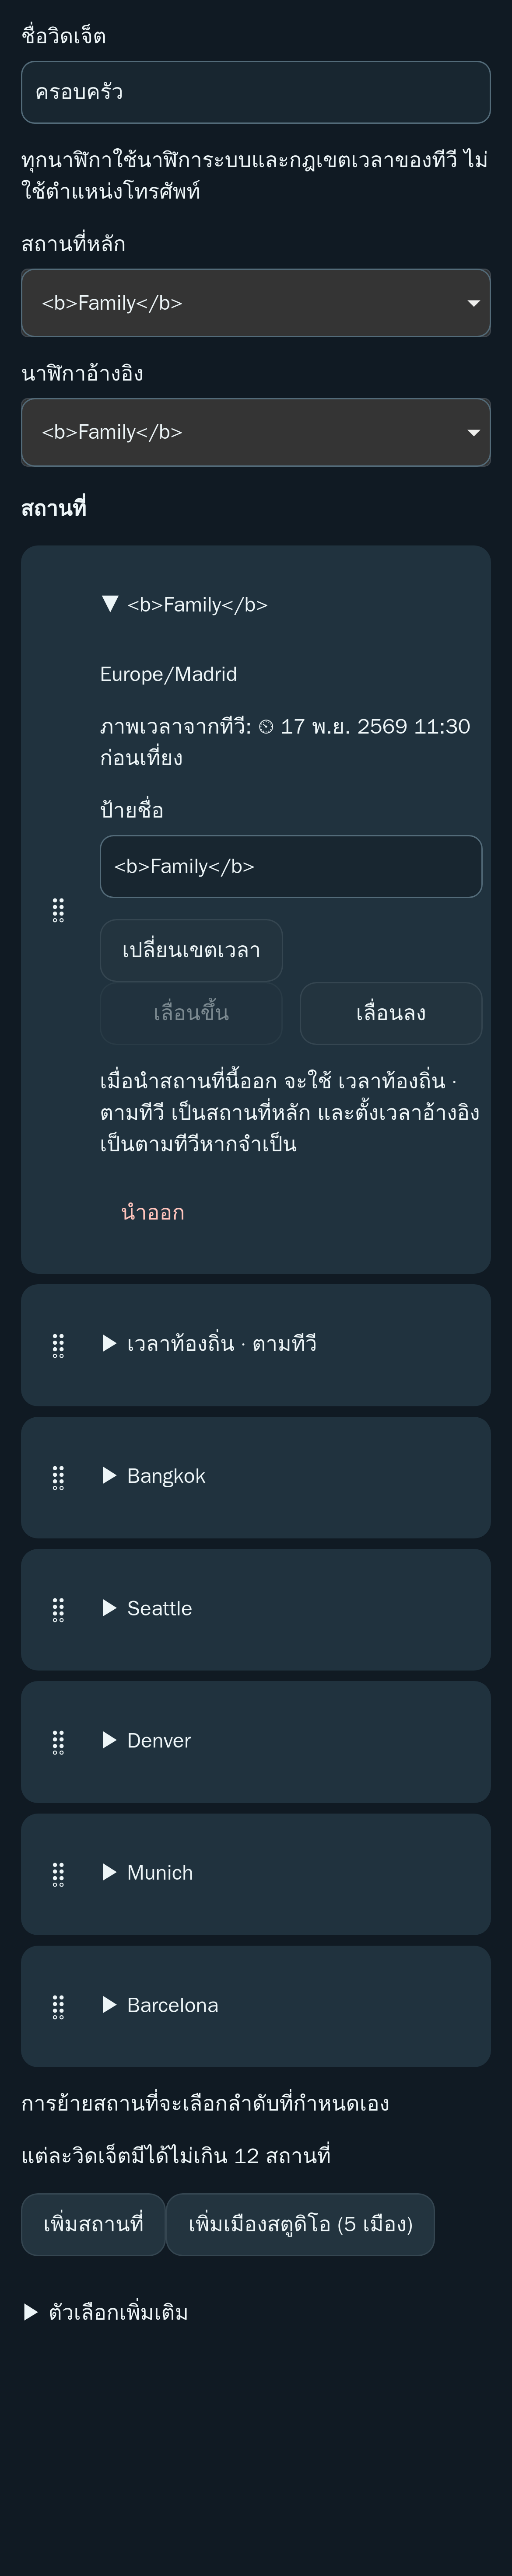 ชื่อวิดเจ็ต
ครอบครัว
ทุกนาฬิกาใช้นาฬิการะบบและกฎเขตเวลาของทีวี ไม่
ใช้ตำแหน่งโทรศัพท์
สถานที่หลัก
<b>Family</b>
นาฬิกาอ้างอิง
<b>Family</b>
สถานที่
▼ <b>Family</b>
Europe/Madrid
ภาพเวลาจากทีวี: ⏲ 17 พ.ย. 2569 11:30
ก่อนเที่ยง
ป้ายชื่อ
<b>Family</b>
เปลี่ยนเขตเวลา
เลื่อนขึ้น เลื่อนลง
เมื่อนำสถานที่นี้ออก จะใช้ เวลาท้องถิ่น ·
ตามทีวี เป็นสถานที่หลัก และตั้งเวลาอ้างอิง
เป็นตามทีวีหากจำเป็น
นำออก
▶ เวลาท้องถิ่น · ตามทีวี
▶ Bangkok
▶ Seattle
▶ Denver
▶ Munich
▶ Barcelona
การย้ายสถานที่จะเลือกลำดับที่กำหนดเอง
แต่ละวิดเจ็ตมีได้ไม่เกิน 12 สถานที่
เพิ่มสถานที่ เพิ่มเมืองสตูดิโอ (5 เมือง)
▶ ตัวเลือกเพิ่มเติม